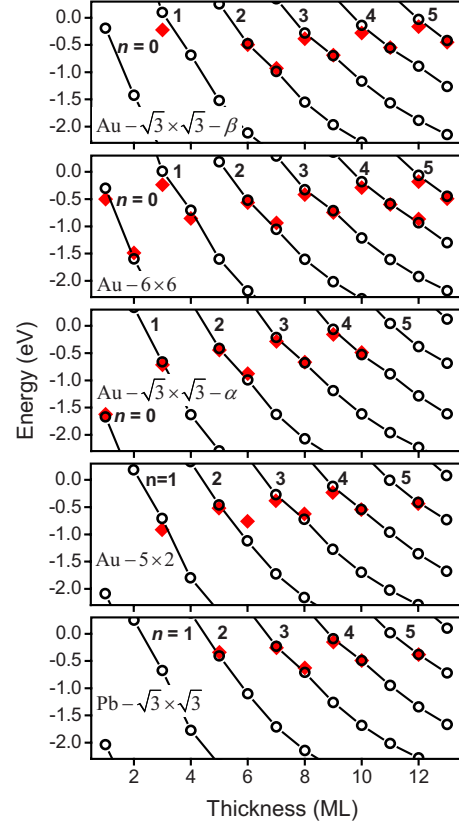 0.0 -0.5 -1.0 -1.5 -2.0
n = 0 1 2 3 4 5
Au – √3 × √3 – β
0.0 -0.5 -1.0 -1.5 -2.0
n = 0 1 2 3 4 5
Au – 6 × 6
0.0 -0.5 -1.0 -1.5 -2.0
1 2 3 4 5
Au – √3 × √3 – α
n = 0
0.0 -0.5 -1.0 -1.5 -2.0
n=1 2 3 4 5
Au – 5 × 2
0.0 -0.5 -1.0 -1.5 -2.0
n = 1 2 3 4 5
Pb – √3 × √3
Energy (eV)
2 4 6 8 10 12
Thickness (ML)